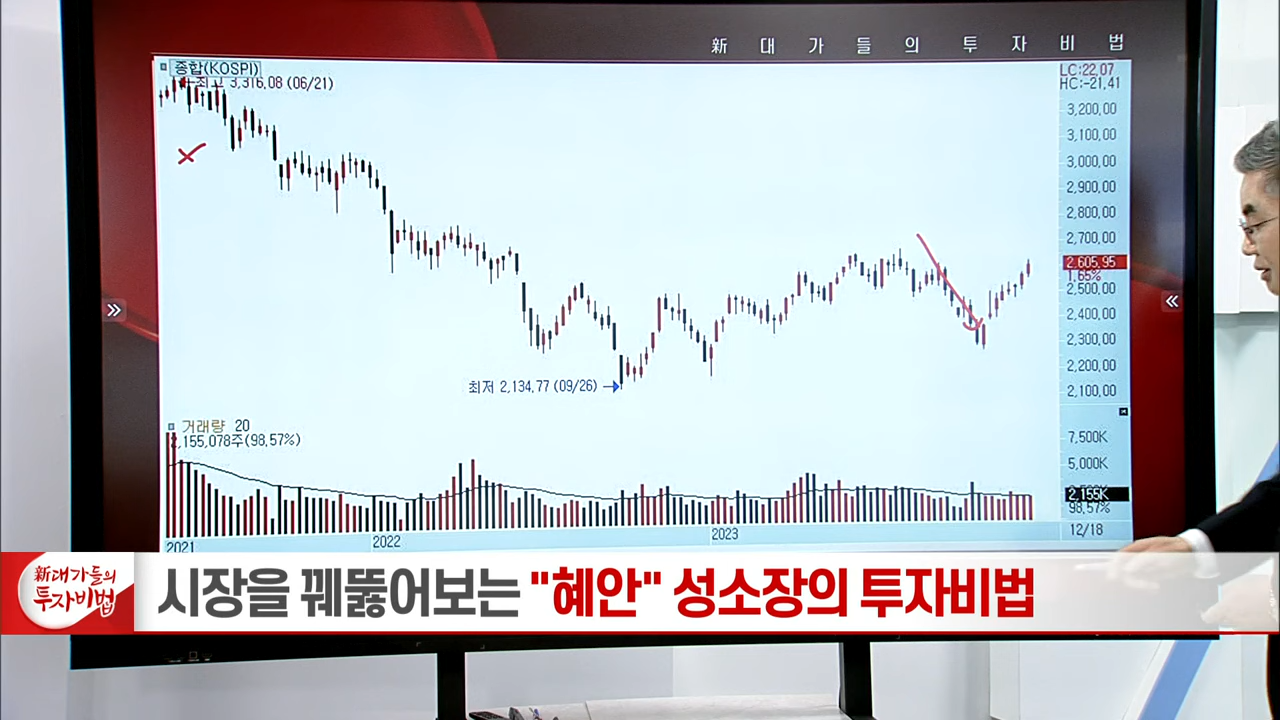 新 대 가 들 의 투 자 비 법
종합(KOSPI)
최고 3,316.08 (06/21)
LC:22.07
HC:-21.41
3,200.00
3,100.00
3,000.00
2,900.00
2,800.00
2,700.00
2,605.95
1.65%
2,500.00
2,400.00
2,300.00
2,200.00
2,100.00
최저 2,134.77 (09/26)
거래량 20
2,155,078주(98.57%)
7,500K
5,000K
2,155K
98.57%
2021
2022
2023
12/18
新대가들의
투자비법
시장을 꿰뚫어보는 "혜안" 성소장의 투자비법